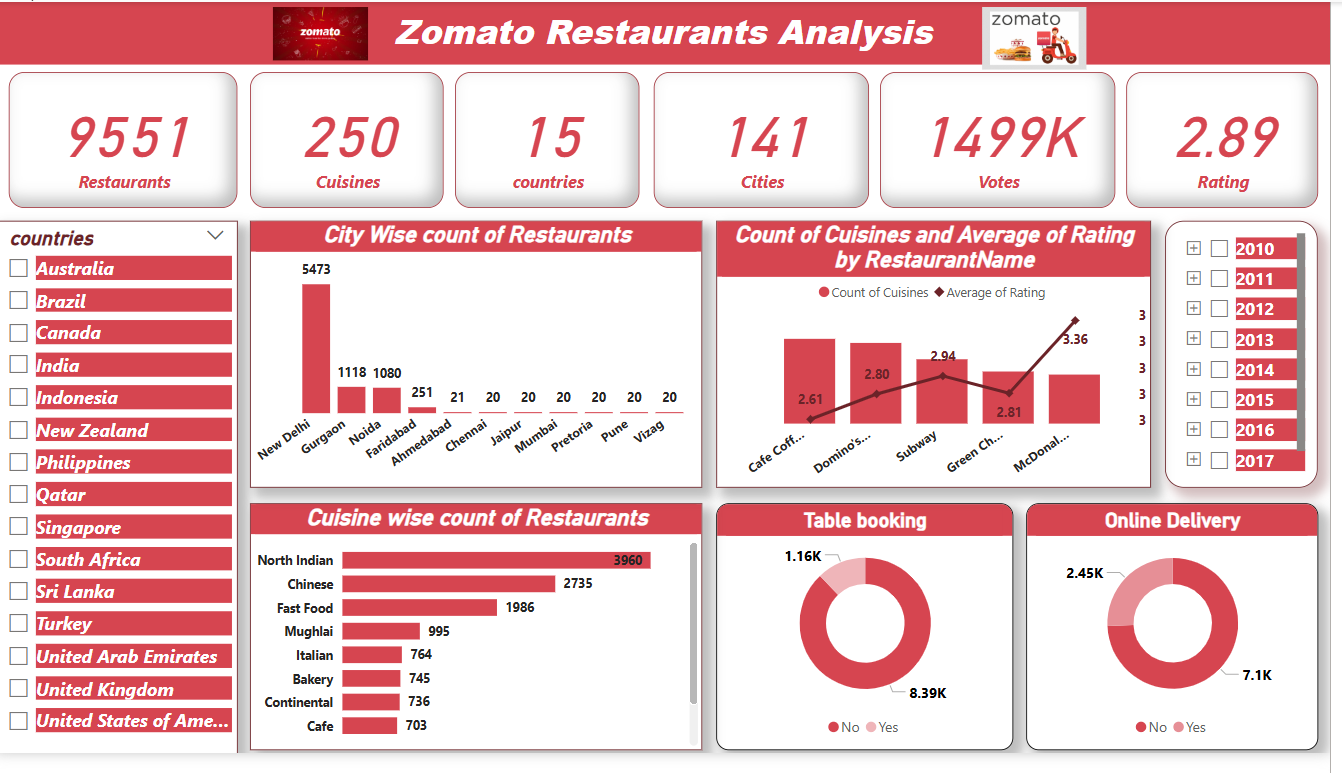 zomato
Zomato Restaurants Analysis
zomato
9551
Restaurants
250
Cuisines
15
countries
141
Cities
1499K
Votes
2.89
Rating
countries
Australia
Brazil
Canada
India
Indonesia
New Zealand
Philippines
Qatar
Singapore
South Africa
Sri Lanka
Turkey
United Arab Emirates
United Kingdom
United States of Ame...
City Wise count of Restaurants
5473
1118
1080
251
21
20
20
20
20
20
20
New Delhi
Gurgaon
Noida
Faridabad
Ahmedabad
Chennai
Jaipur
Mumbai
Pretoria
Pune
Vizag
Count of Cuisines and Average of Rating
by RestaurantName
Count of Cuisines
Average of Rating
2.61
2.80
2.94
2.81
3.36
3
3
3
3
3
Cafe Coff...
Domino's...
Subway
Green Ch...
McDonal...
2010
2011
2012
2013
2014
2015
2016
2017
Cuisine wise count of Restaurants
North Indian 3960
Chinese 2735
Fast Food 1986
Mughlai 995
Italian 764
Bakery 745
Continental 736
Cafe 703
Table booking
1.16K
8.39K
No Yes
Online Delivery
2.45K
7.1K
No Yes